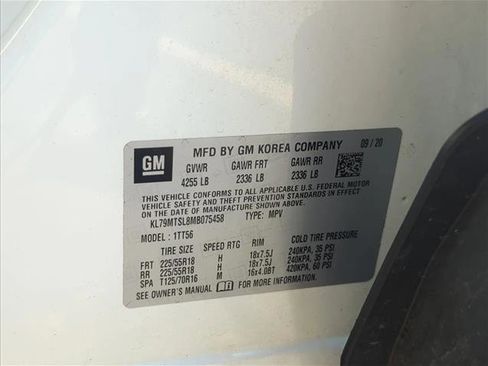 GM
MFD BY GM KOREA COMPANY 09/20
GVWR GAWR FRT GAWR RR
4255 LB 2336 LB 2336 LB
THIS VEHICLE CONFORMS TO ALL APPLICABLE U.S. FEDERAL MOTOR
VEHICLE SAFETY AND THEFT PREVENTION STANDARDS IN EFFECT
ON THE DATE OF MANUFACTURE SHOWN ABOVE.
KL79MTSL8MB075458 TYPE: MPV
MODEL: 1TT56
TIRE SIZE SPEED RTG RIM COLD TIRE PRESSURE
FRT 225/55R18 H 18x7.5J 240KPA, 35 PSI
RR 225/55R18 H 18x7.5J 240KPA, 35 PSI
SPA T125/70R16 M 16x4.0BT 420KPA, 60 PSI
SEE OWNER'S MANUAL